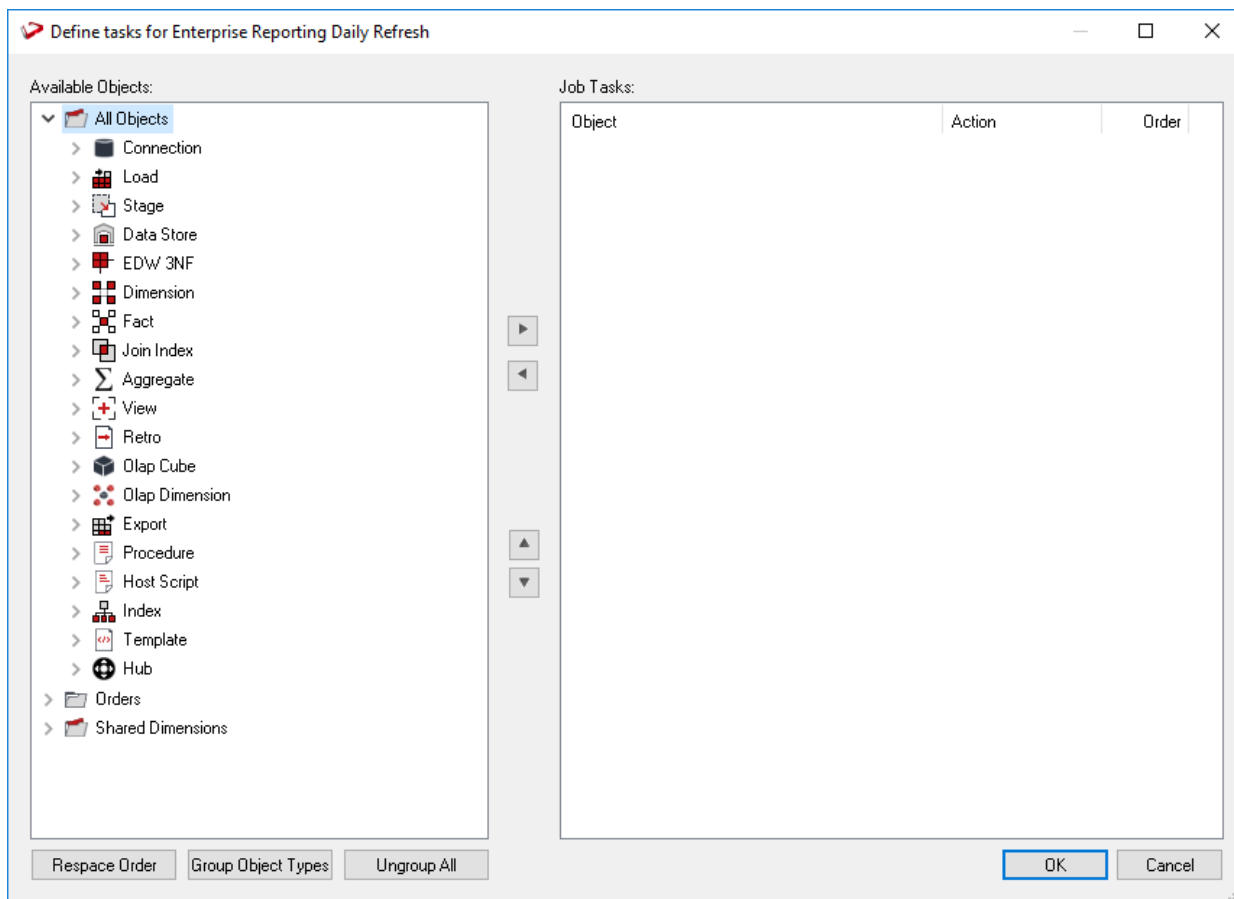 Define tasks for Enterprise Reporting Daily Refresh
Available Objects:
Job Tasks:
All Objects
Connection
Load
Stage
Data Store
EDW 3NF
Dimension
Fact
Join Index
Aggregate
View
Retro
Olap Cube
Olap Dimension
Export
Procedure
Host Script
Index
Template
Hub
Orders
Shared Dimensions
Object Action Order
Respace Order Group Object Types Ungroup All OK Cancel